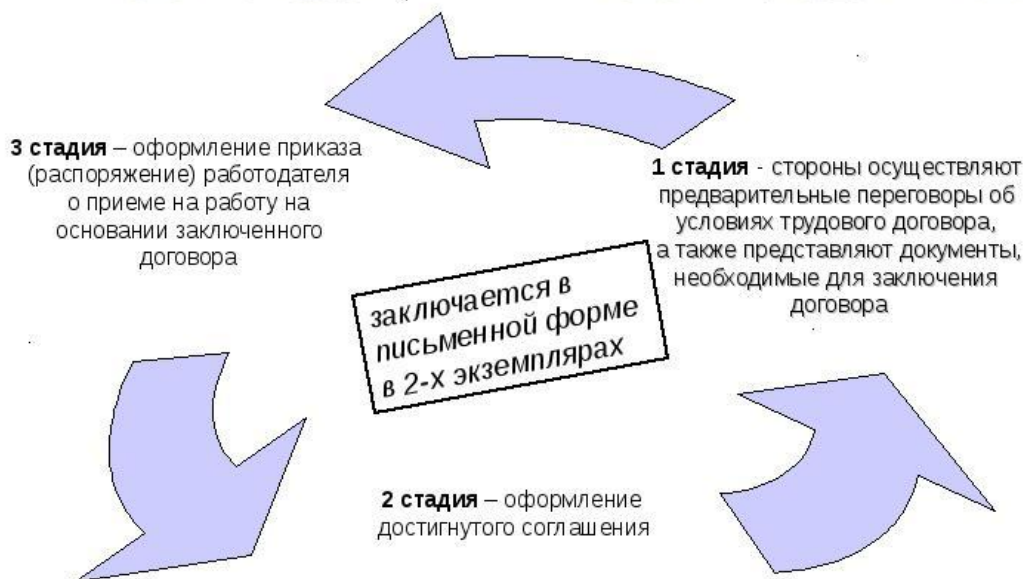 3 стадия – оформление приказа
(распоряжение) работодателя
о приеме на работу на
основании заключенного
договора
1 стадия - стороны осуществляют
предварительные переговоры об
условиях трудового договора,
а также представляют документы,
необходимые для заключения
договора
заключается в
письменной форме
в 2-х экземплярах
2 стадия – оформление
достигнутого соглашения